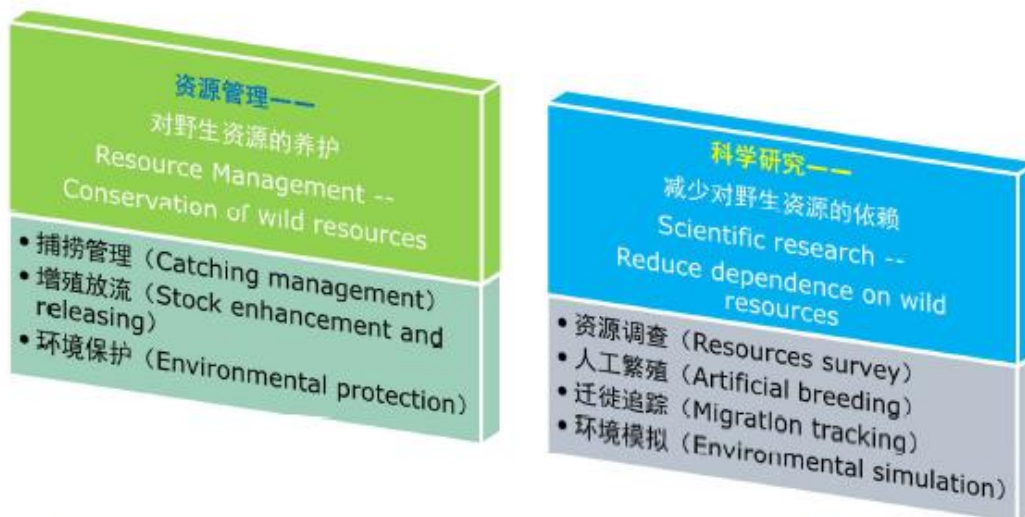 资源管理——
对野生资源的养护
Resource Management --
Conservation of wild resources
• 捕捞管理（Catching management）
• 增殖放流（Stock enhancement and
releasing）
• 环境保护（Environmental protection）
科学研究——
减少对野生资源的依赖
Scientific research --
Reduce dependence on wild
resources
• 资源调查（Resources survey）
• 人工繁殖（Artificial breeding）
• 迁徙追踪（Migration tracking）
• 环境模拟（Environmental simulation）